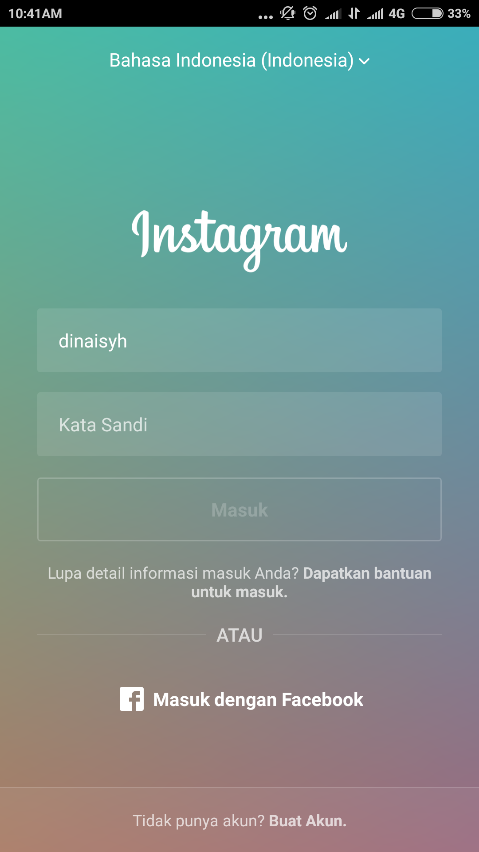 10:41AM
4G
33%
Bahasa Indonesia (Indonesia)
Instagram
dinaisyh
Kata Sandi
Masuk
Lupa detail informasi masuk Anda? Dapatkan bantuan
untuk masuk.
ATAU
Masuk dengan Facebook
Tidak punya akun? Buat Akun.